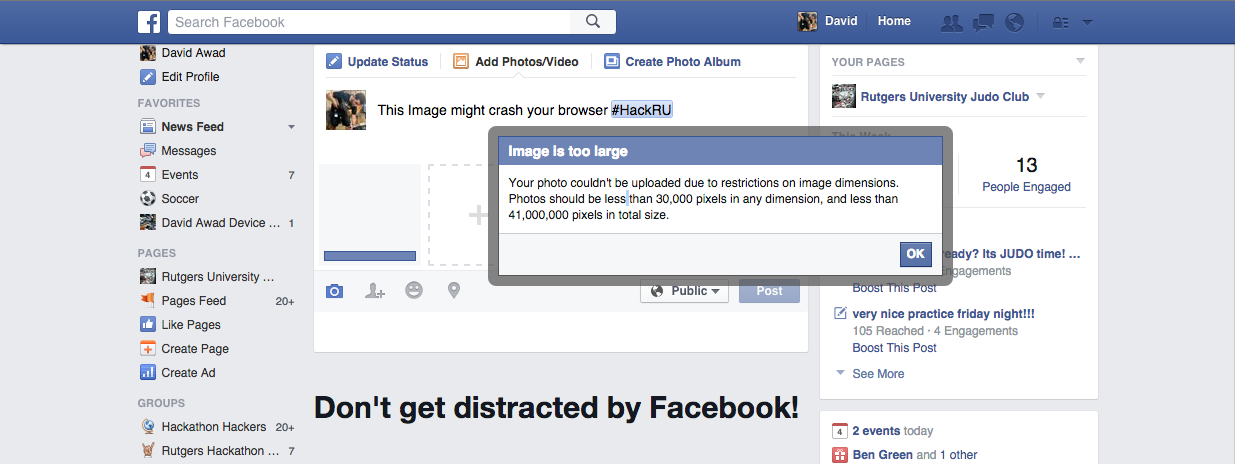 f Search Facebook David Home
David Awad
Edit Profile
FAVORITES
News Feed
Messages
4 Events 7
Soccer
David Awad Device ... 1
PAGES
Rutgers University ...
Pages Feed 20+
Like Pages
Create Page
Create Ad
GROUPS
Hackathon Hackers 20+
Rutgers Hackathon ... 7
Update Status Add Photos/Video Create Photo Album
This Image might crash your browser #HackRU
Image is too large
Your photo couldn't be uploaded due to restrictions on image dimensions.
Photos should be less than 30,000 pixels in any dimension, and less than
41,000,000 pixels in total size.
OK
Public Post
Don't get distracted by Facebook!
YOUR PAGES
Rutgers University Judo Club
This Week
13
People Engaged
ready? Its JUDO time! ...
ngagements
Boost This Post
very nice practice friday night!!!
105 Reached · 4 Engagements
Boost This Post
See More
4 2 events today
Ben Green and 1 other